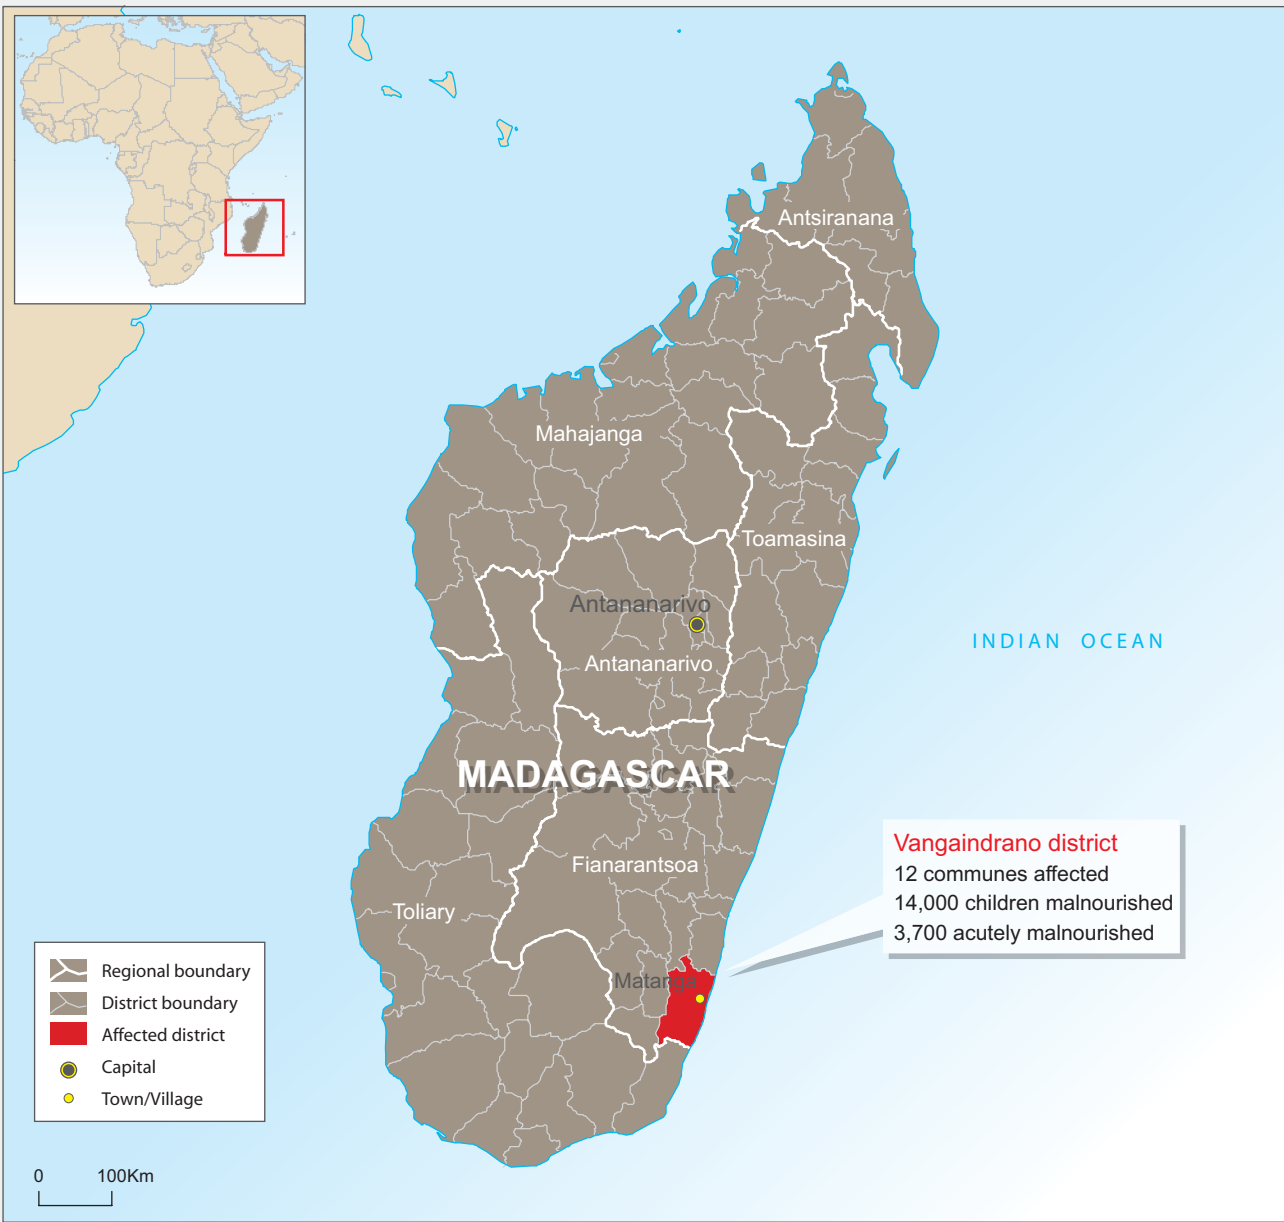 Antsiranana
Mahajanga
Toamasina
Antananarivo
Antananarivo
INDIAN OCEAN
MADAGASCAR
Fianarantsoa
Toliary
Matanga
Vangaindrano district
12 communes affected
14,000 children malnourished
3,700 acutely malnourished
Regional boundary
District boundary
Affected district
Capital
Town/Village
0 100Km